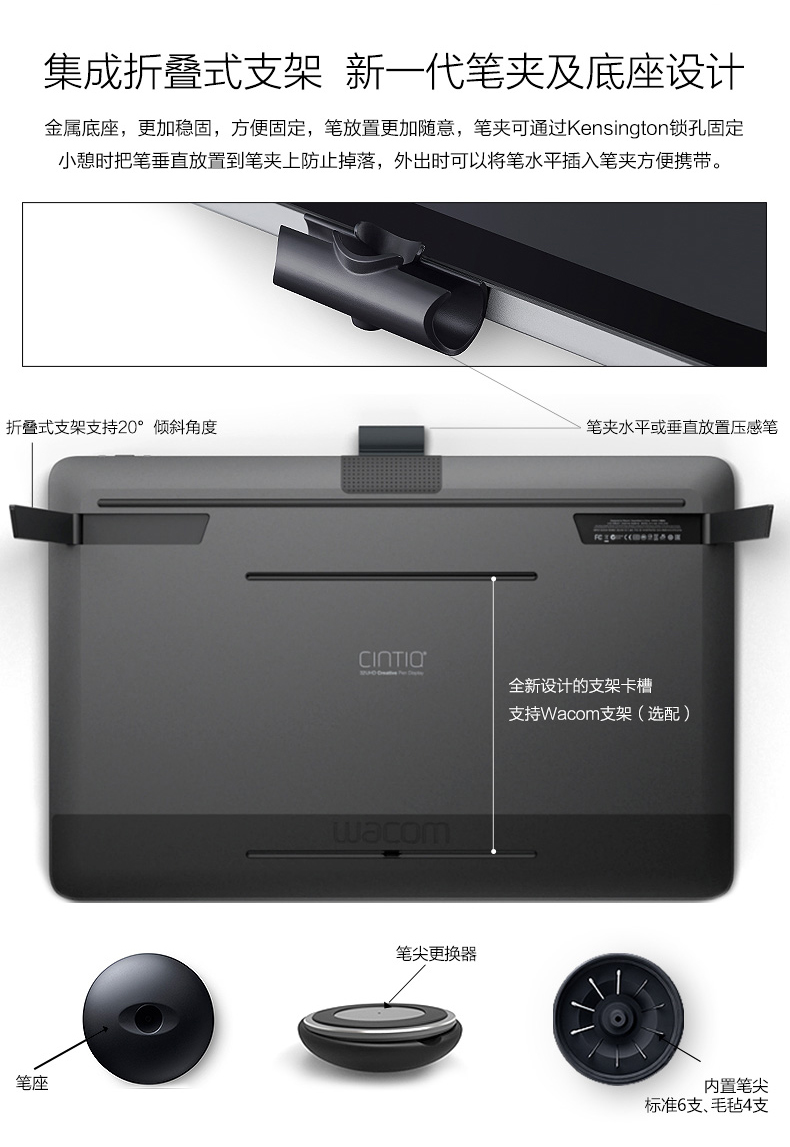 集成折叠式支架 新一代笔夹及底座设计
金属底座，更加稳固，方便固定，笔放置更加随意，笔夹可通过Kensington锁孔固定
小憩时把笔垂直放置到笔夹上防止掉落，外出时可以将笔水平插入笔夹方便携带。
折叠式支架支持20°倾斜角度
笔夹水平或垂直放置压感笔
CINTIQ
Creative Pen Display
全新设计的支架卡槽
支持Wacom支架（选配）
wacom
笔尖更换器
笔座
内置笔尖
标准6支、毛毡4支